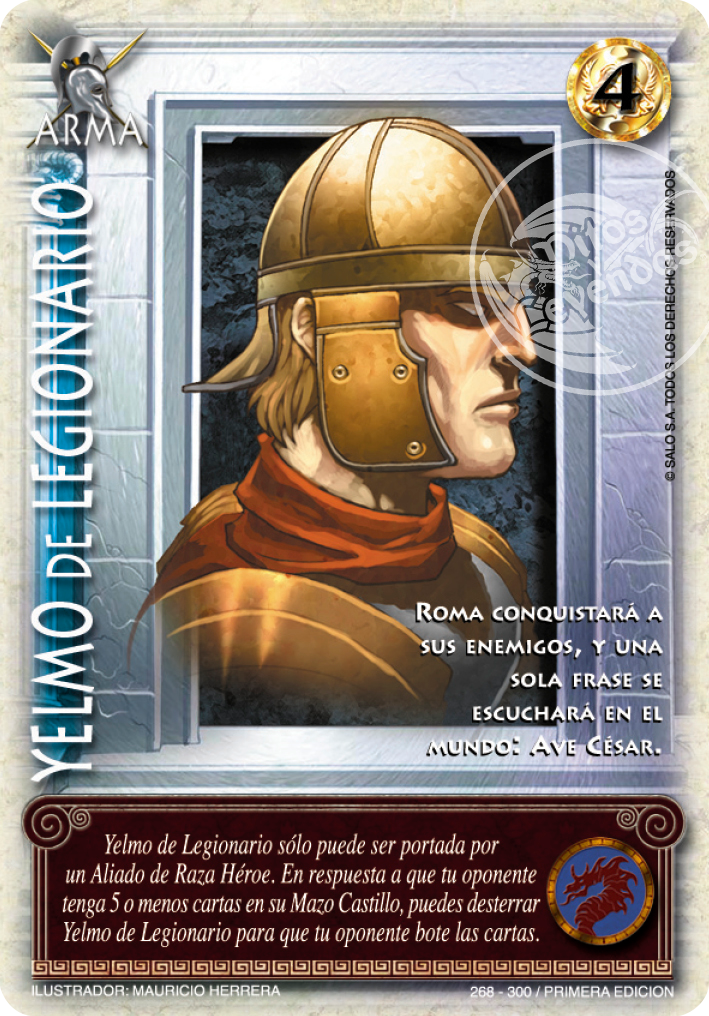 ARMA
4
YELMO DE LEGIONARIO
Mitos
Leyendas
© SALO S.A. TODOS LOS DERECHOS RESERVADOS
ROMA CONQUISTARÁ A
SUS ENEMIGOS, Y UNA
SOLA FRASE SE
ESCUCHARÁ EN EL
MUNDO: AVE CÉSAR.
Yelmo de Legionario sólo puede ser portada por
un Aliado de Raza Héroe. En respuesta a que tu oponente
tenga 5 o menos cartas en su Mazo Castillo, puedes desterrar
Yelmo de Legionario para que tu oponente bote las cartas.
ILUSTRADOR: MAURICIO HERRERA
268 - 300 / PRIMERA EDICION